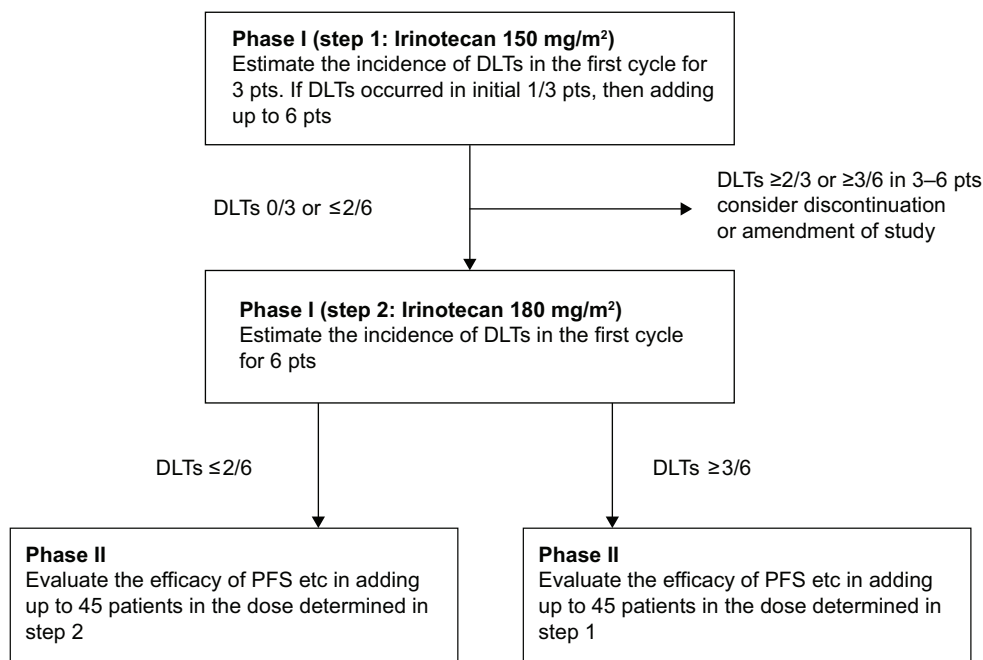 Phase I (step 1: Irinotecan 150 mg/m²)
Estimate the incidence of DLTs in the first cycle for
3 pts. If DLTs occurred in initial 1/3 pts, then adding
up to 6 pts
DLTs 0/3 or ≤2/6
DLTs ≥2/3 or ≥3/6 in 3–6 pts
consider discontinuation
or amendment of study
Phase I (step 2: Irinotecan 180 mg/m²)
Estimate the incidence of DLTs in the first cycle
for 6 pts
DLTs ≤2/6
DLTs ≥3/6
Phase II
Evaluate the efficacy of PFS etc in adding
up to 45 patients in the dose determined in
step 2
Phase II
Evaluate the efficacy of PFS etc in adding
up to 45 patients in the dose determined in
step 1